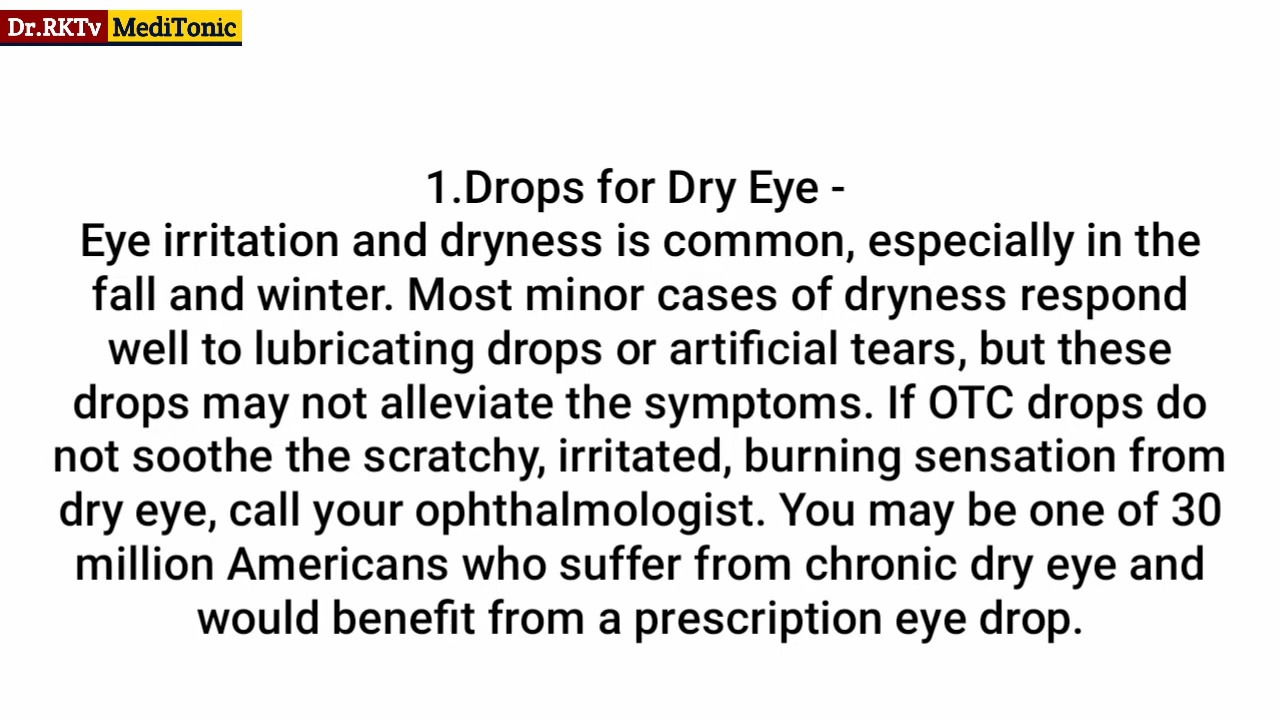 Dr.RKTv MediTonic
1.Drops for Dry Eye -
Eye irritation and dryness is common, especially in the
fall and winter. Most minor cases of dryness respond
well to lubricating drops or artificial tears, but these
drops may not alleviate the symptoms. If OTC drops do
not soothe the scratchy, irritated, burning sensation from
dry eye, call your ophthalmologist. You may be one of 30
million Americans who suffer from chronic dry eye and
would benefit from a prescription eye drop.